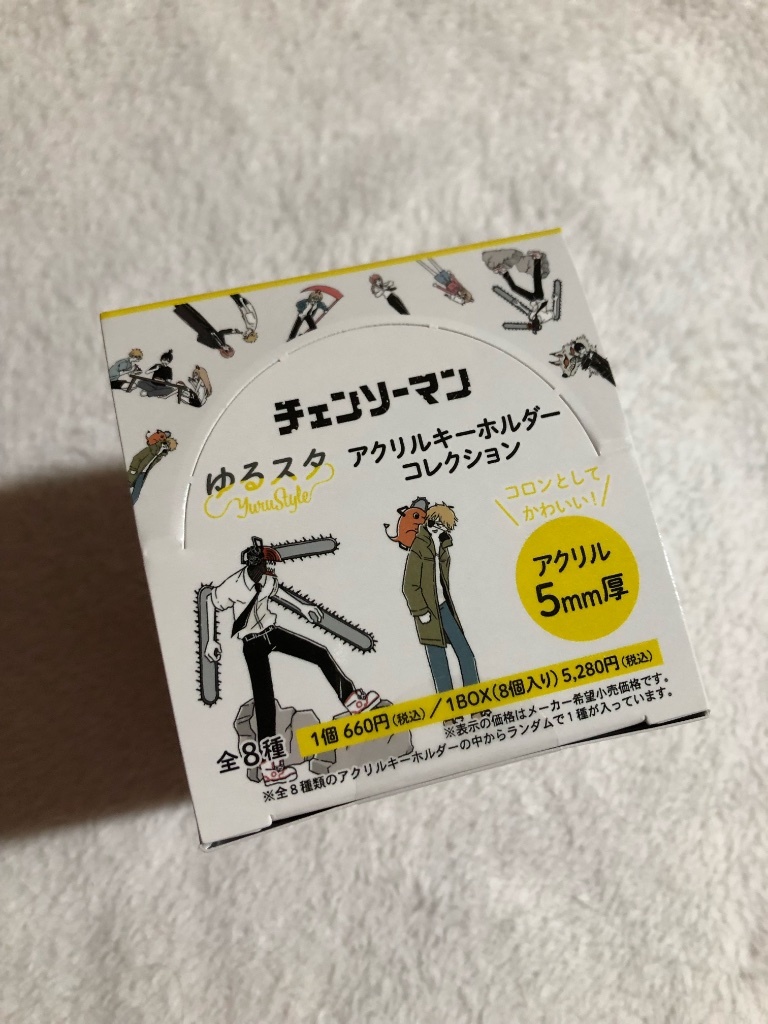 チェンソーマン
ゆるスタ
YuruStyle
アクリルキーホルダー
コレクション
コロンとして
かわいい!
アクリル
5mm厚
全8種
1個 660円(税込)/1BOX(8個入り)5,280円(税込)
※表示の価格はメーカー希望小売価格です。
※全8種類のアクリルキーホルダーの中からランダムで1種が入っています。